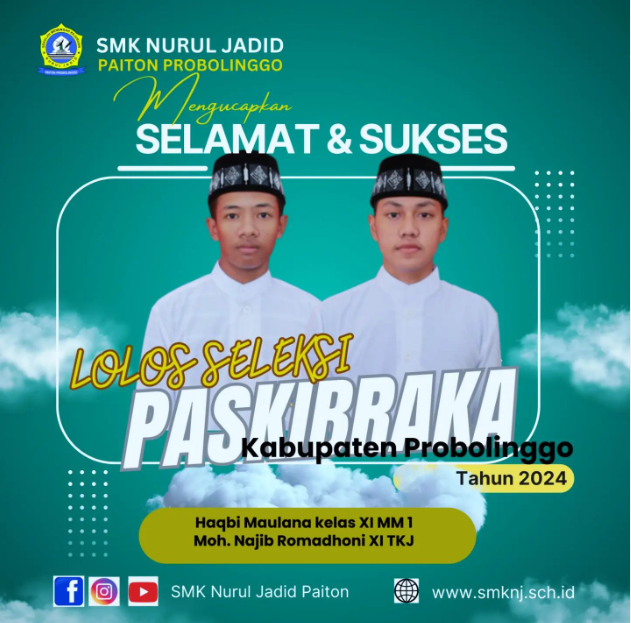 SMK NURUL JADID
PAITON PROBOLINGGO
Mengucapkan
SELAMAT & SUKSES
LOLOS SELEKSI
PASKIBRAKA
Kabupaten Probolinggo
Tahun 2024
Haqbi Maulana kelas XI MM 1
Moh. Najib Romadhoni XI TKJ
SMK Nurul Jadid Paiton
www.smknj.sch.id